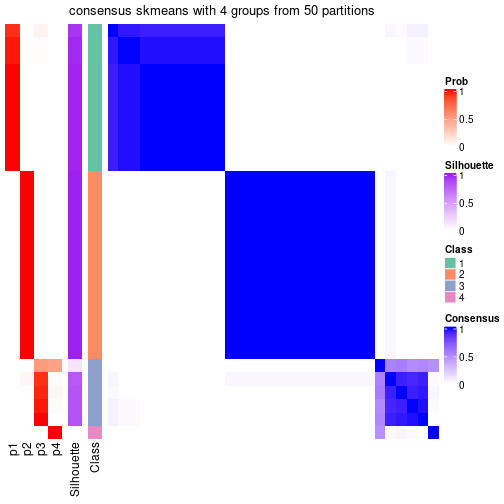 consensus skmeans with 4 groups from 50 partitions
Prob
1
0.5
0
Silhouette
1
0.5
0
Class
1
2
3
4
Consensus
1
0.5
0
p1
p2
p3
p4
Silhouette
Class